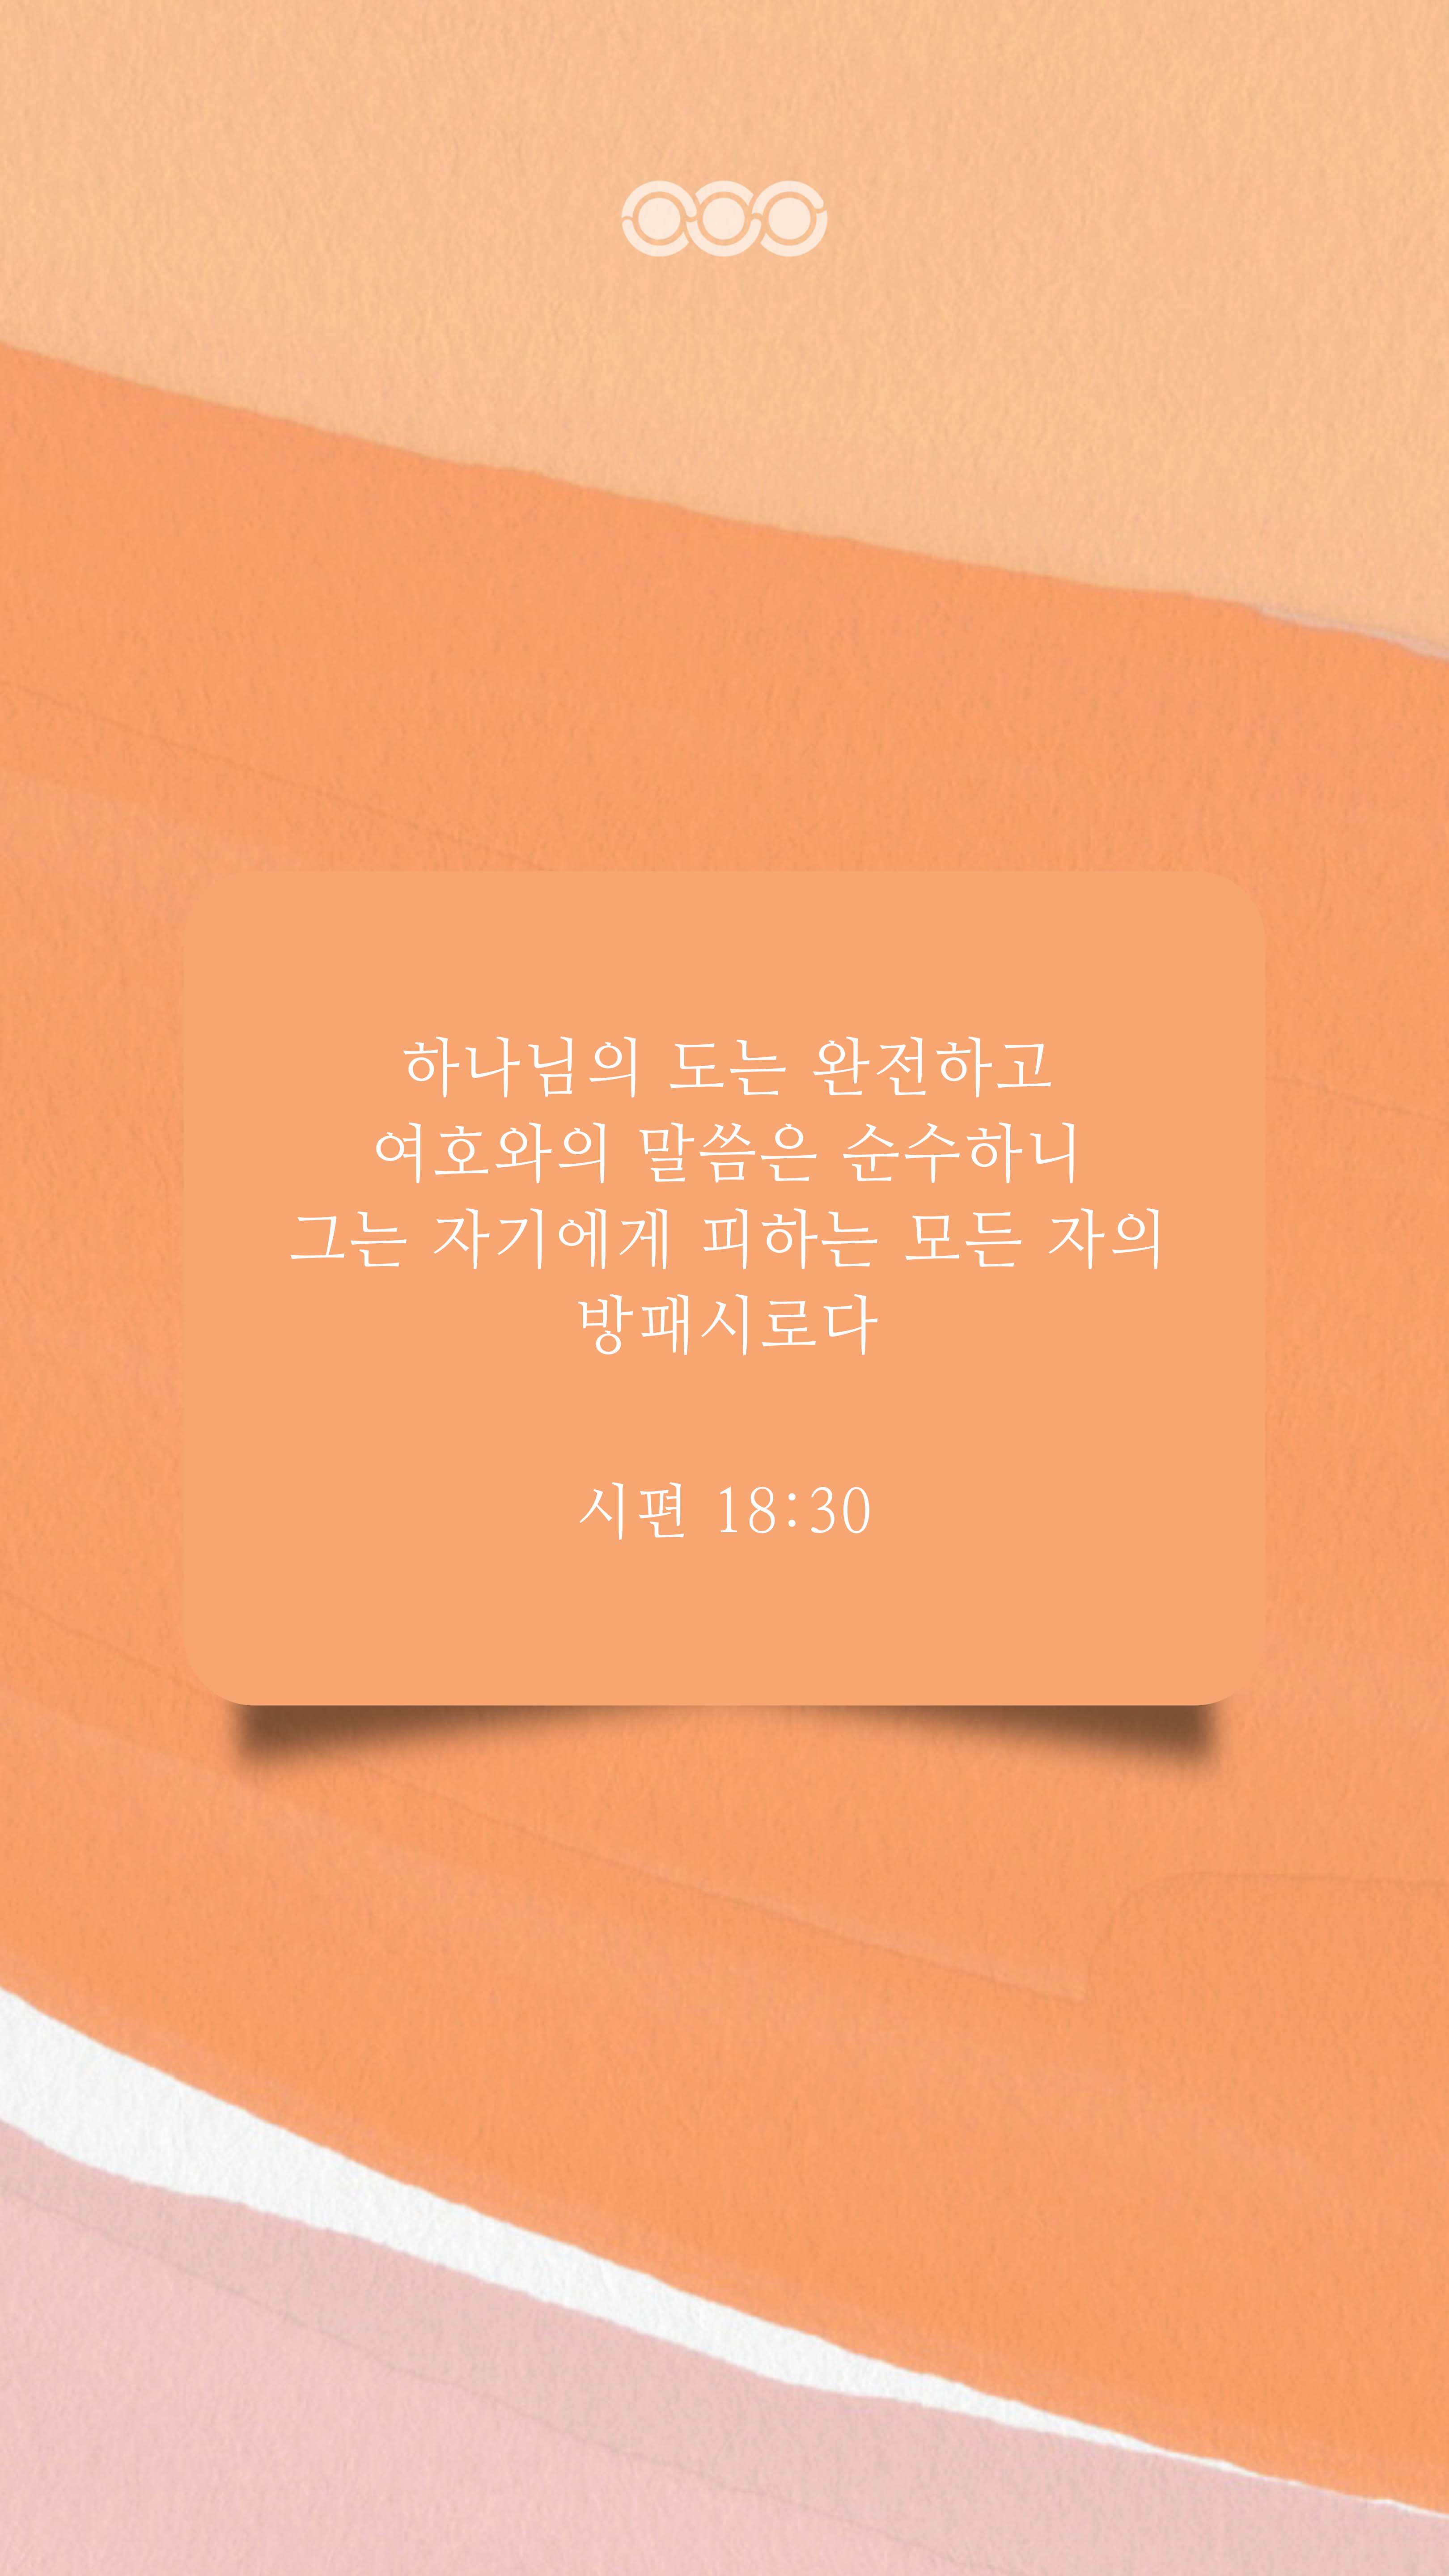 하나님의 도는 완전하고
여호와의 말씀은 순수하니
그는 자기에게 피하는 모든 자의
방패시로다
시편 18:30